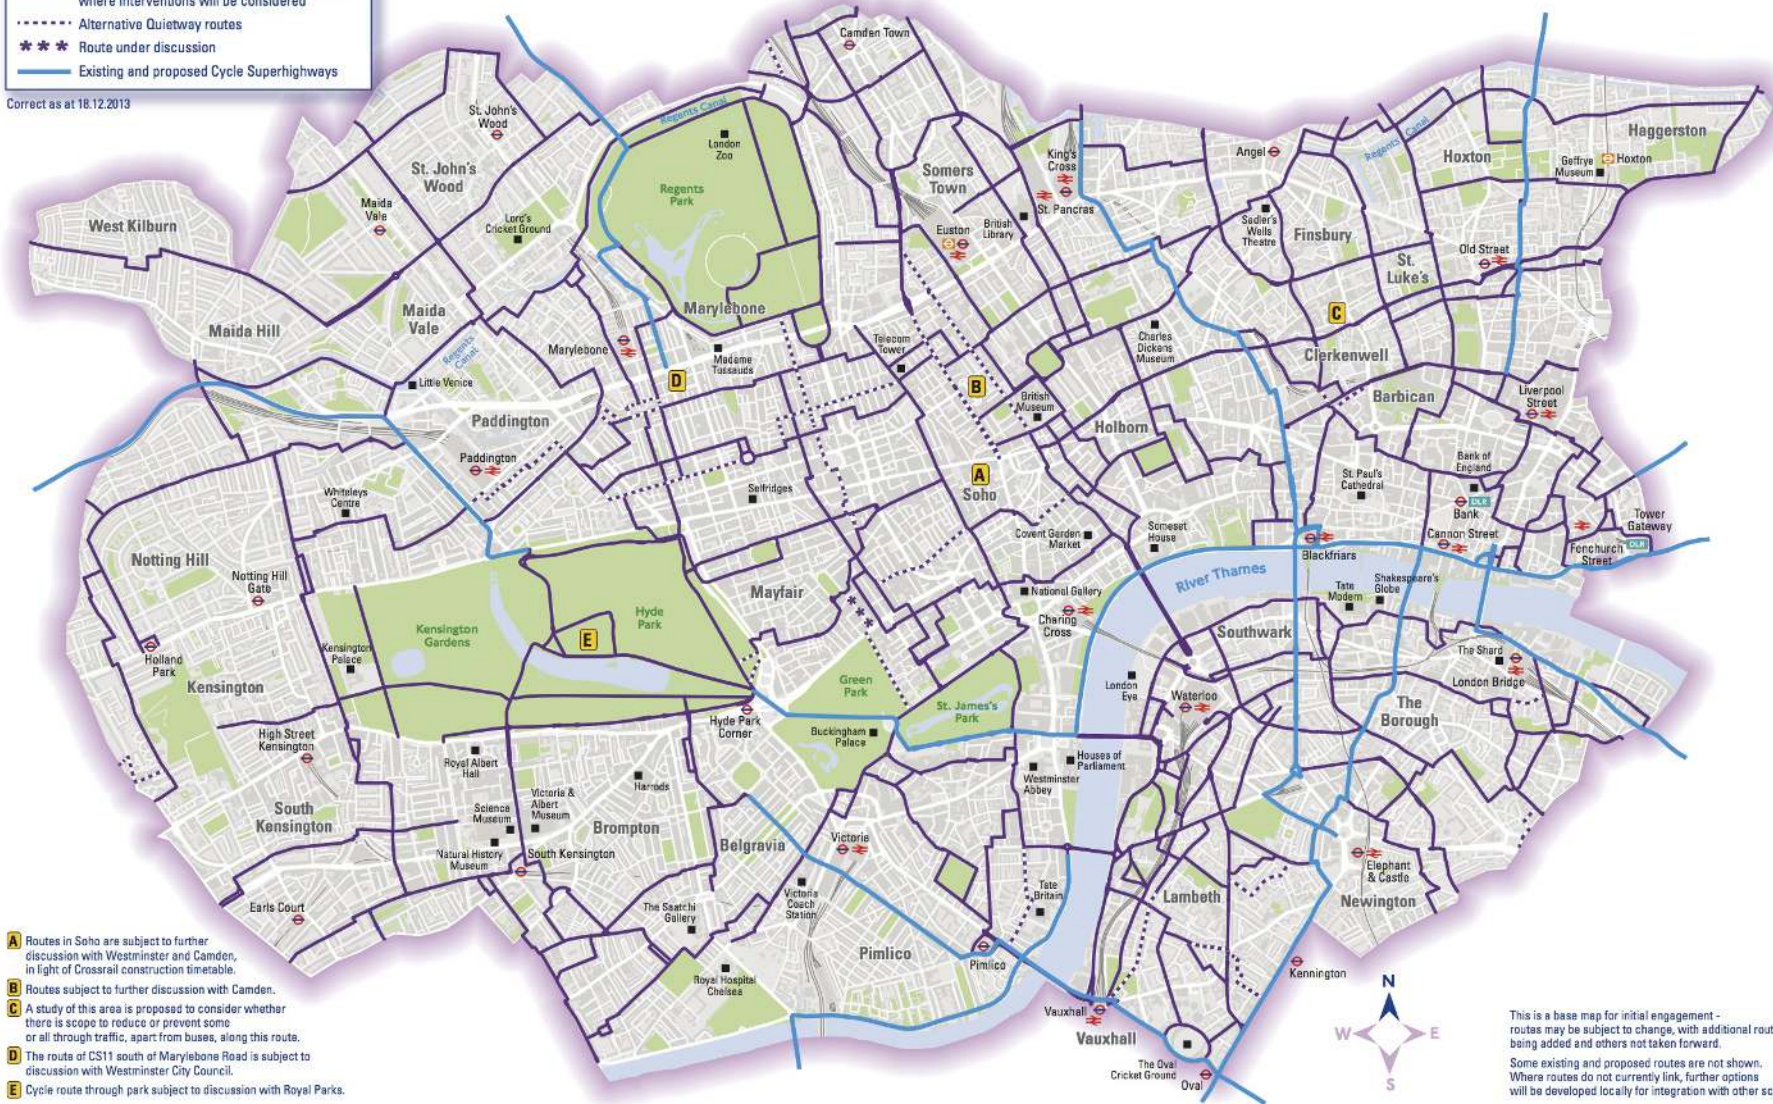 where interventions will be considered
Alternative Quietway routes
Route under discussion
Existing and proposed Cycle Superhighways
Correct as at 18.12.2013
Camden Town
St. John's
Wood
Regents Canal
London
Zoo
St. John's
Wood
Regents
Park
Somers
Town
King's
Cross
St. Pancras
Angel
Regents Canal
Hoxton
Haggerston
Geffrye
Museum
Hoxton
West Kilburn
Maida
Vale
Lord's
Cricket Ground
Euston
British
Library
Sadler's
Wells
Theatre
Finsbury
Old Street
St.
Luke's
Maida Hill
Maida
Vale
Marylebone
Regents
Canal
Marylebone
Madame
Tussauds
Telecom
Tower
Charles
Dickens
Museum
C
Clerkenwell
Little Venice
D
B
British
Museum
Barbican
Liverpool
Street
Paddington
Holborn
Paddington
Whiteleys
Centre
Selfridges
A
Soho
St. Paul's
Cathedral
Bank of
England
DLR
Bank
Covent Garden
Market
Someset
House
Blackfriars
Cannon Street
Tower
Gateway
DLR
Fenchurch
Street
Notting Hill
Notting Hill
Gate
Mayfair
River Thames
Tate
Modern
Shakespeare's
Globe
National Gallery
Charing
Cross
Hyde
Park
Kensington
Gardens
E
Southwark
Holland
Park
Kensington
Palace
Kensington
Green
Park
St. James's
Park
London
Eye
Waterloo
The Shard
London Bridge
The
Borough
Hyde Park
Corner
Buckingham
Palace
High Street
Kensington
Royal Albert
Hall
Harrods
Westminster
Abbey
Houses of
Parliament
South
Kensington
Science
Museum
Victoria &
Albert
Museum
Brompton
Belgravia
Victoria
Natural History
Museum
South Kensington
Elephant
& Castle
Newington
Earls Court
The Saatchi
Gallery
Victoria
Coach
Station
Tate
Britain
Lambeth
Pimlico
Pimlico
Royal Hospital
Chelsea
Kennington
Vauxhall
Vauxhall
The Oval
Cricket Ground
Oval
N
W
E
S
A Routes in Soho are subject to further
discussion with Westminster and Camden,
in light of Crossrail construction timetable.
B Routes subject to further discussion with Camden.
C A study of this area is proposed to consider whether
there is scope to reduce or prevent some
or all through traffic, apart from buses, along this route.
D The route of CS11 south of Marylebone Road is subject to
discussion with Westminster City Council.
E Cycle route through park subject to discussion with Royal Parks.
This is a base map for initial engagement -
routes may be subject to change, with additional rout
being added and others not taken forward.
Some existing and proposed routes are not shown.
Where routes do not currently link, further options
will be developed locally for integration with other sc